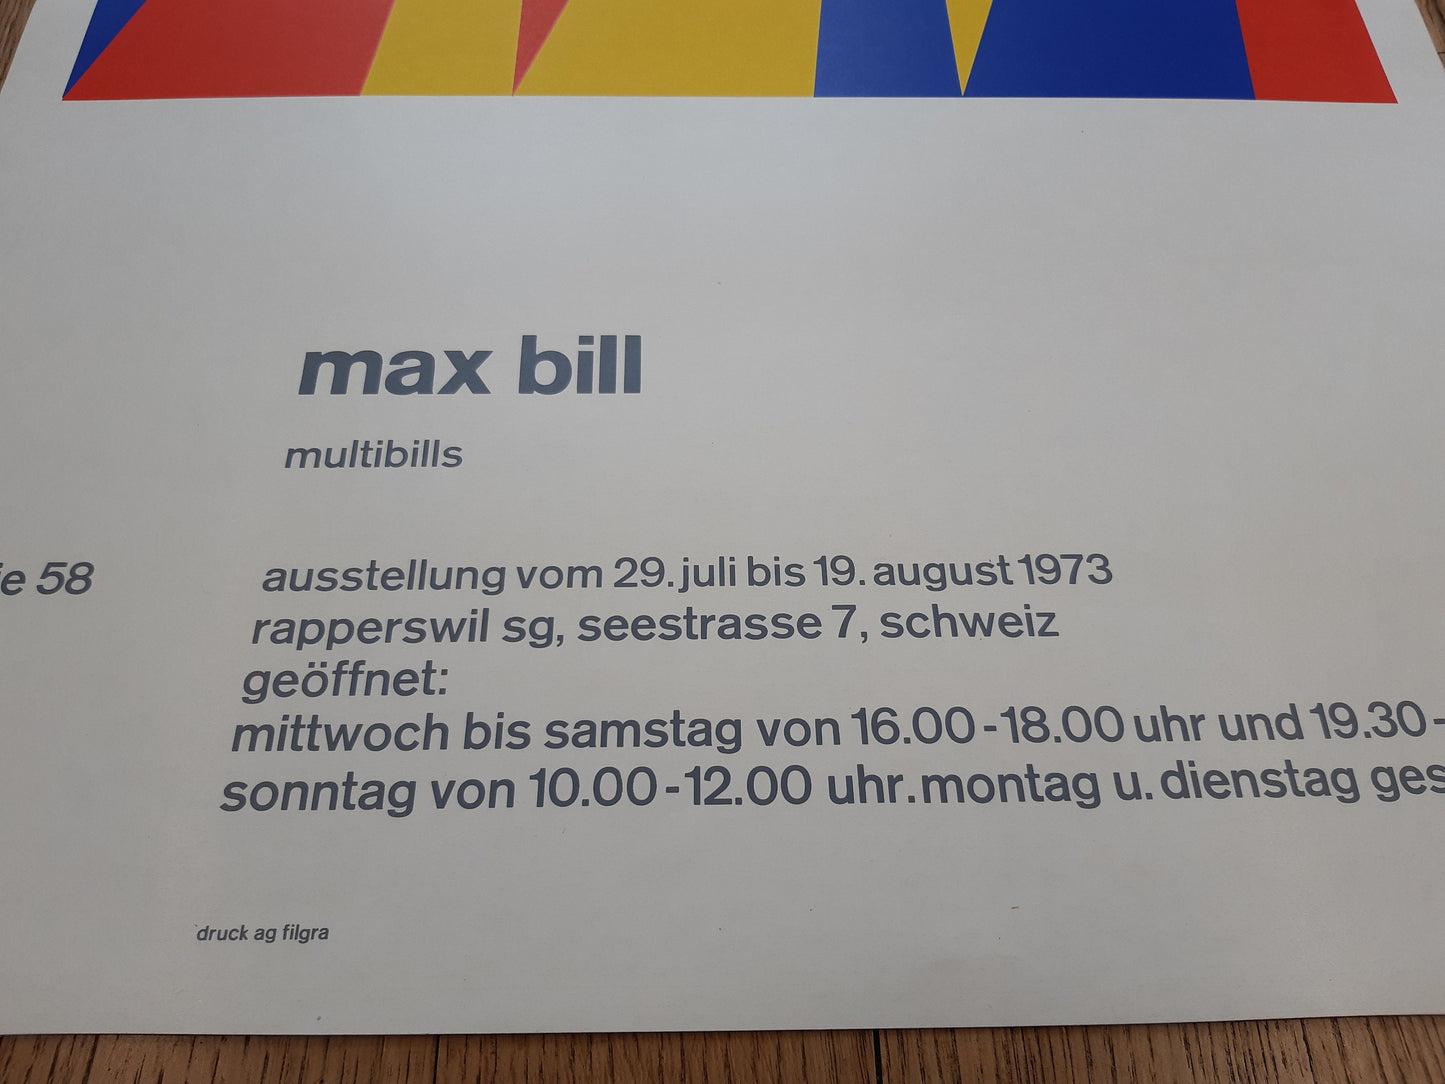 max bill
multibills
58
ausstellung vom 29. juli bis 19. august 1973
rapperswil sg, seestrasse 7, schweiz
geöffnet:
mittwoch bis samstag von 16.00-18.00 uhr und 19.30-
sonntag von 10.00-12.00 uhr. montag u. dienstag
druck ag filgra